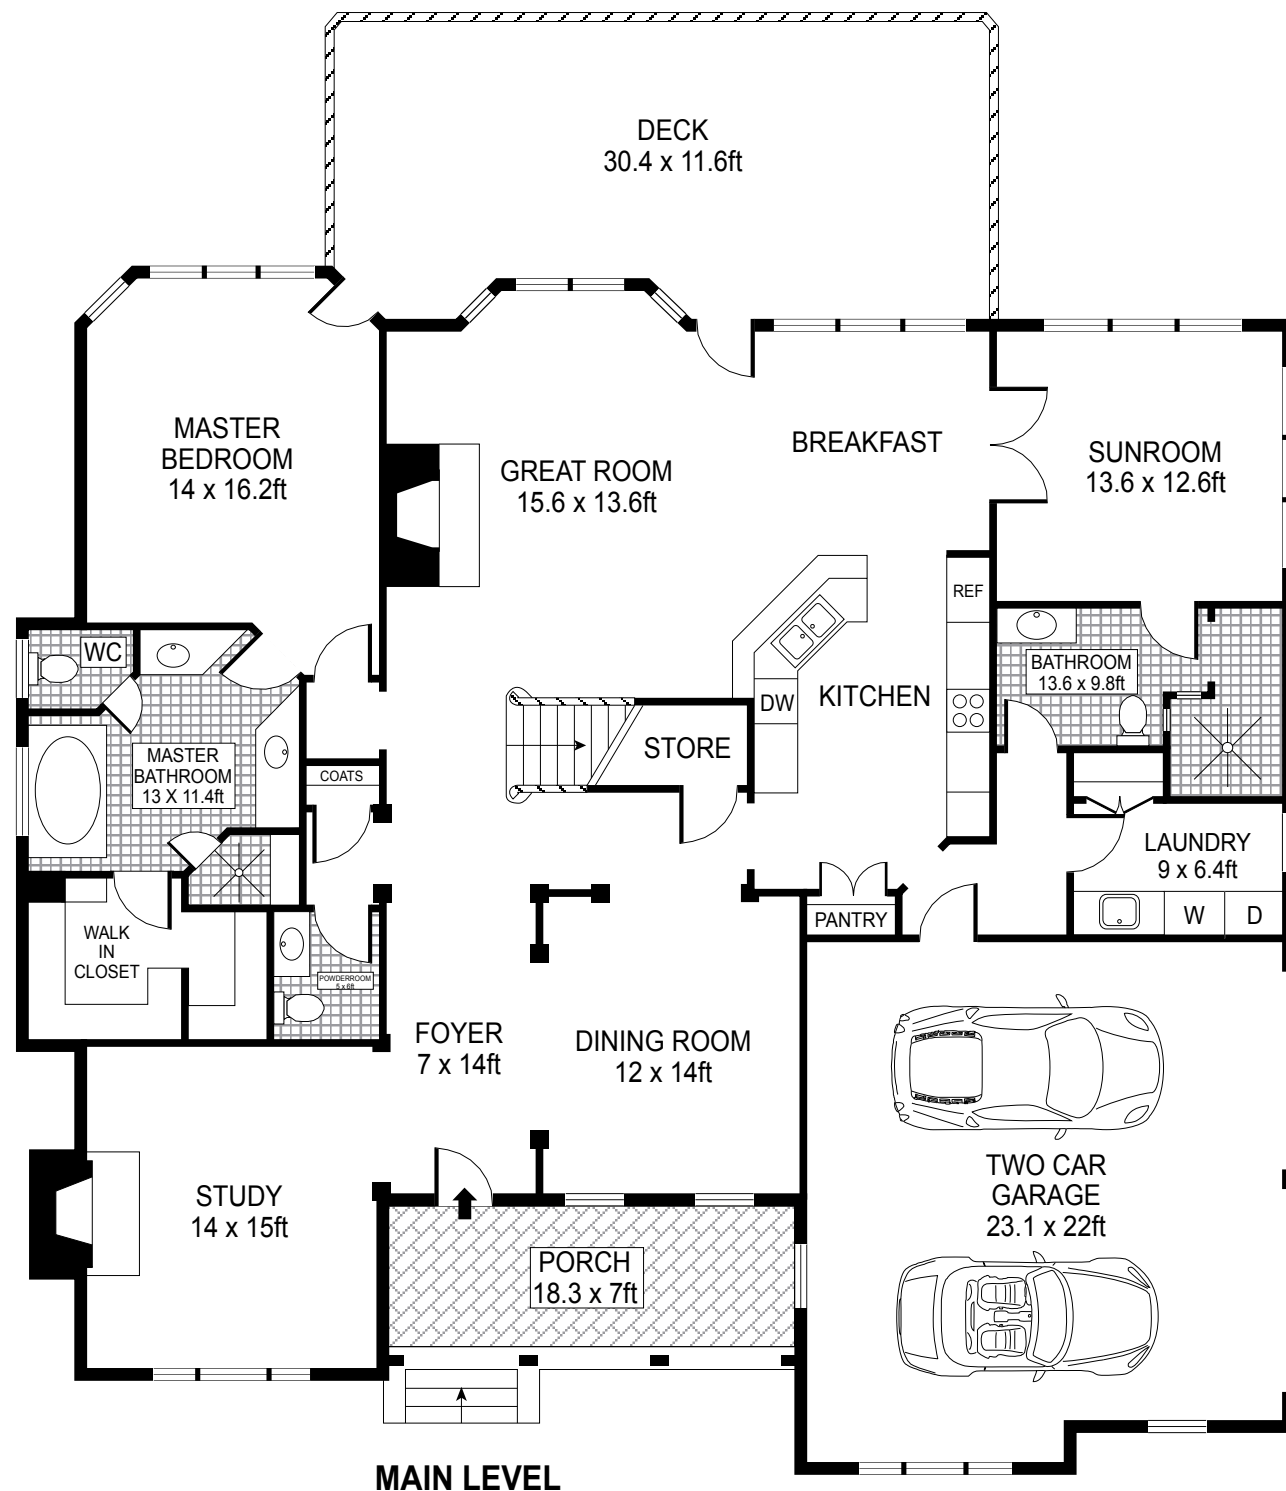 DECK
30.4 x 11.6ft
MASTER
BEDROOM
14 x 16.2ft
GREAT ROOM
15.6 x 13.6ft
BREAKFAST
SUNROOM
13.6 x 12.6ft
REF
WC
BATHROOM
13.6 x 9.8ft
KITCHEN
DW
STORE
MASTER
BATHROOM
13 X 11.4ft
COATS
LAUNDRY
9 x 6.4ft
W
D
PANTRY
WALK
IN
CLOSET
POWDERROOM
5 x 6ft
FOYER
7 x 14ft
DINING ROOM
12 x 14ft
STUDY
14 x 15ft
TWO CAR
GARAGE
23.1 x 22ft
PORCH
18.3 x 7ft
MAIN LEVEL